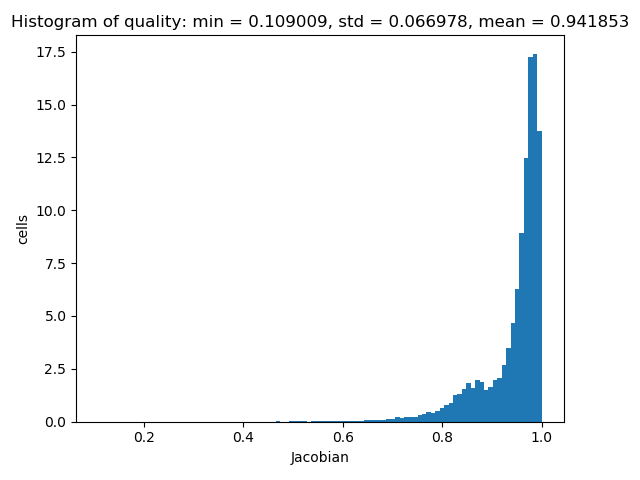 Histogram of quality: min = 0.109009, std = 0.066978, mean = 0.941853
17.5
15.0
12.5
10.0
7.5
5.0
2.5
0.0
cells
0.2 0.4 0.6 0.8 1.0
Jacobian